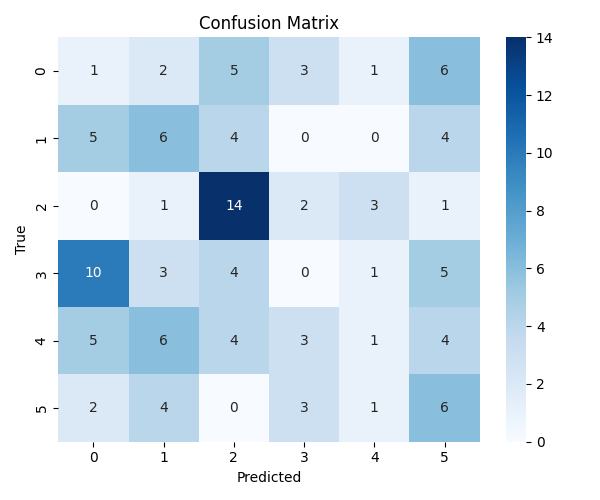 Confusion Matrix
0 1 2 5 3 1 6
1 5 6 4 0 0 4
2 0 1 14 2 3 1
3 10 3 4 0 1 5
4 5 6 4 3 1 4
5 2 4 0 3 1 6
0 1 2 3 4 5
Predicted
True
14
12
10
8
6
4
2
0